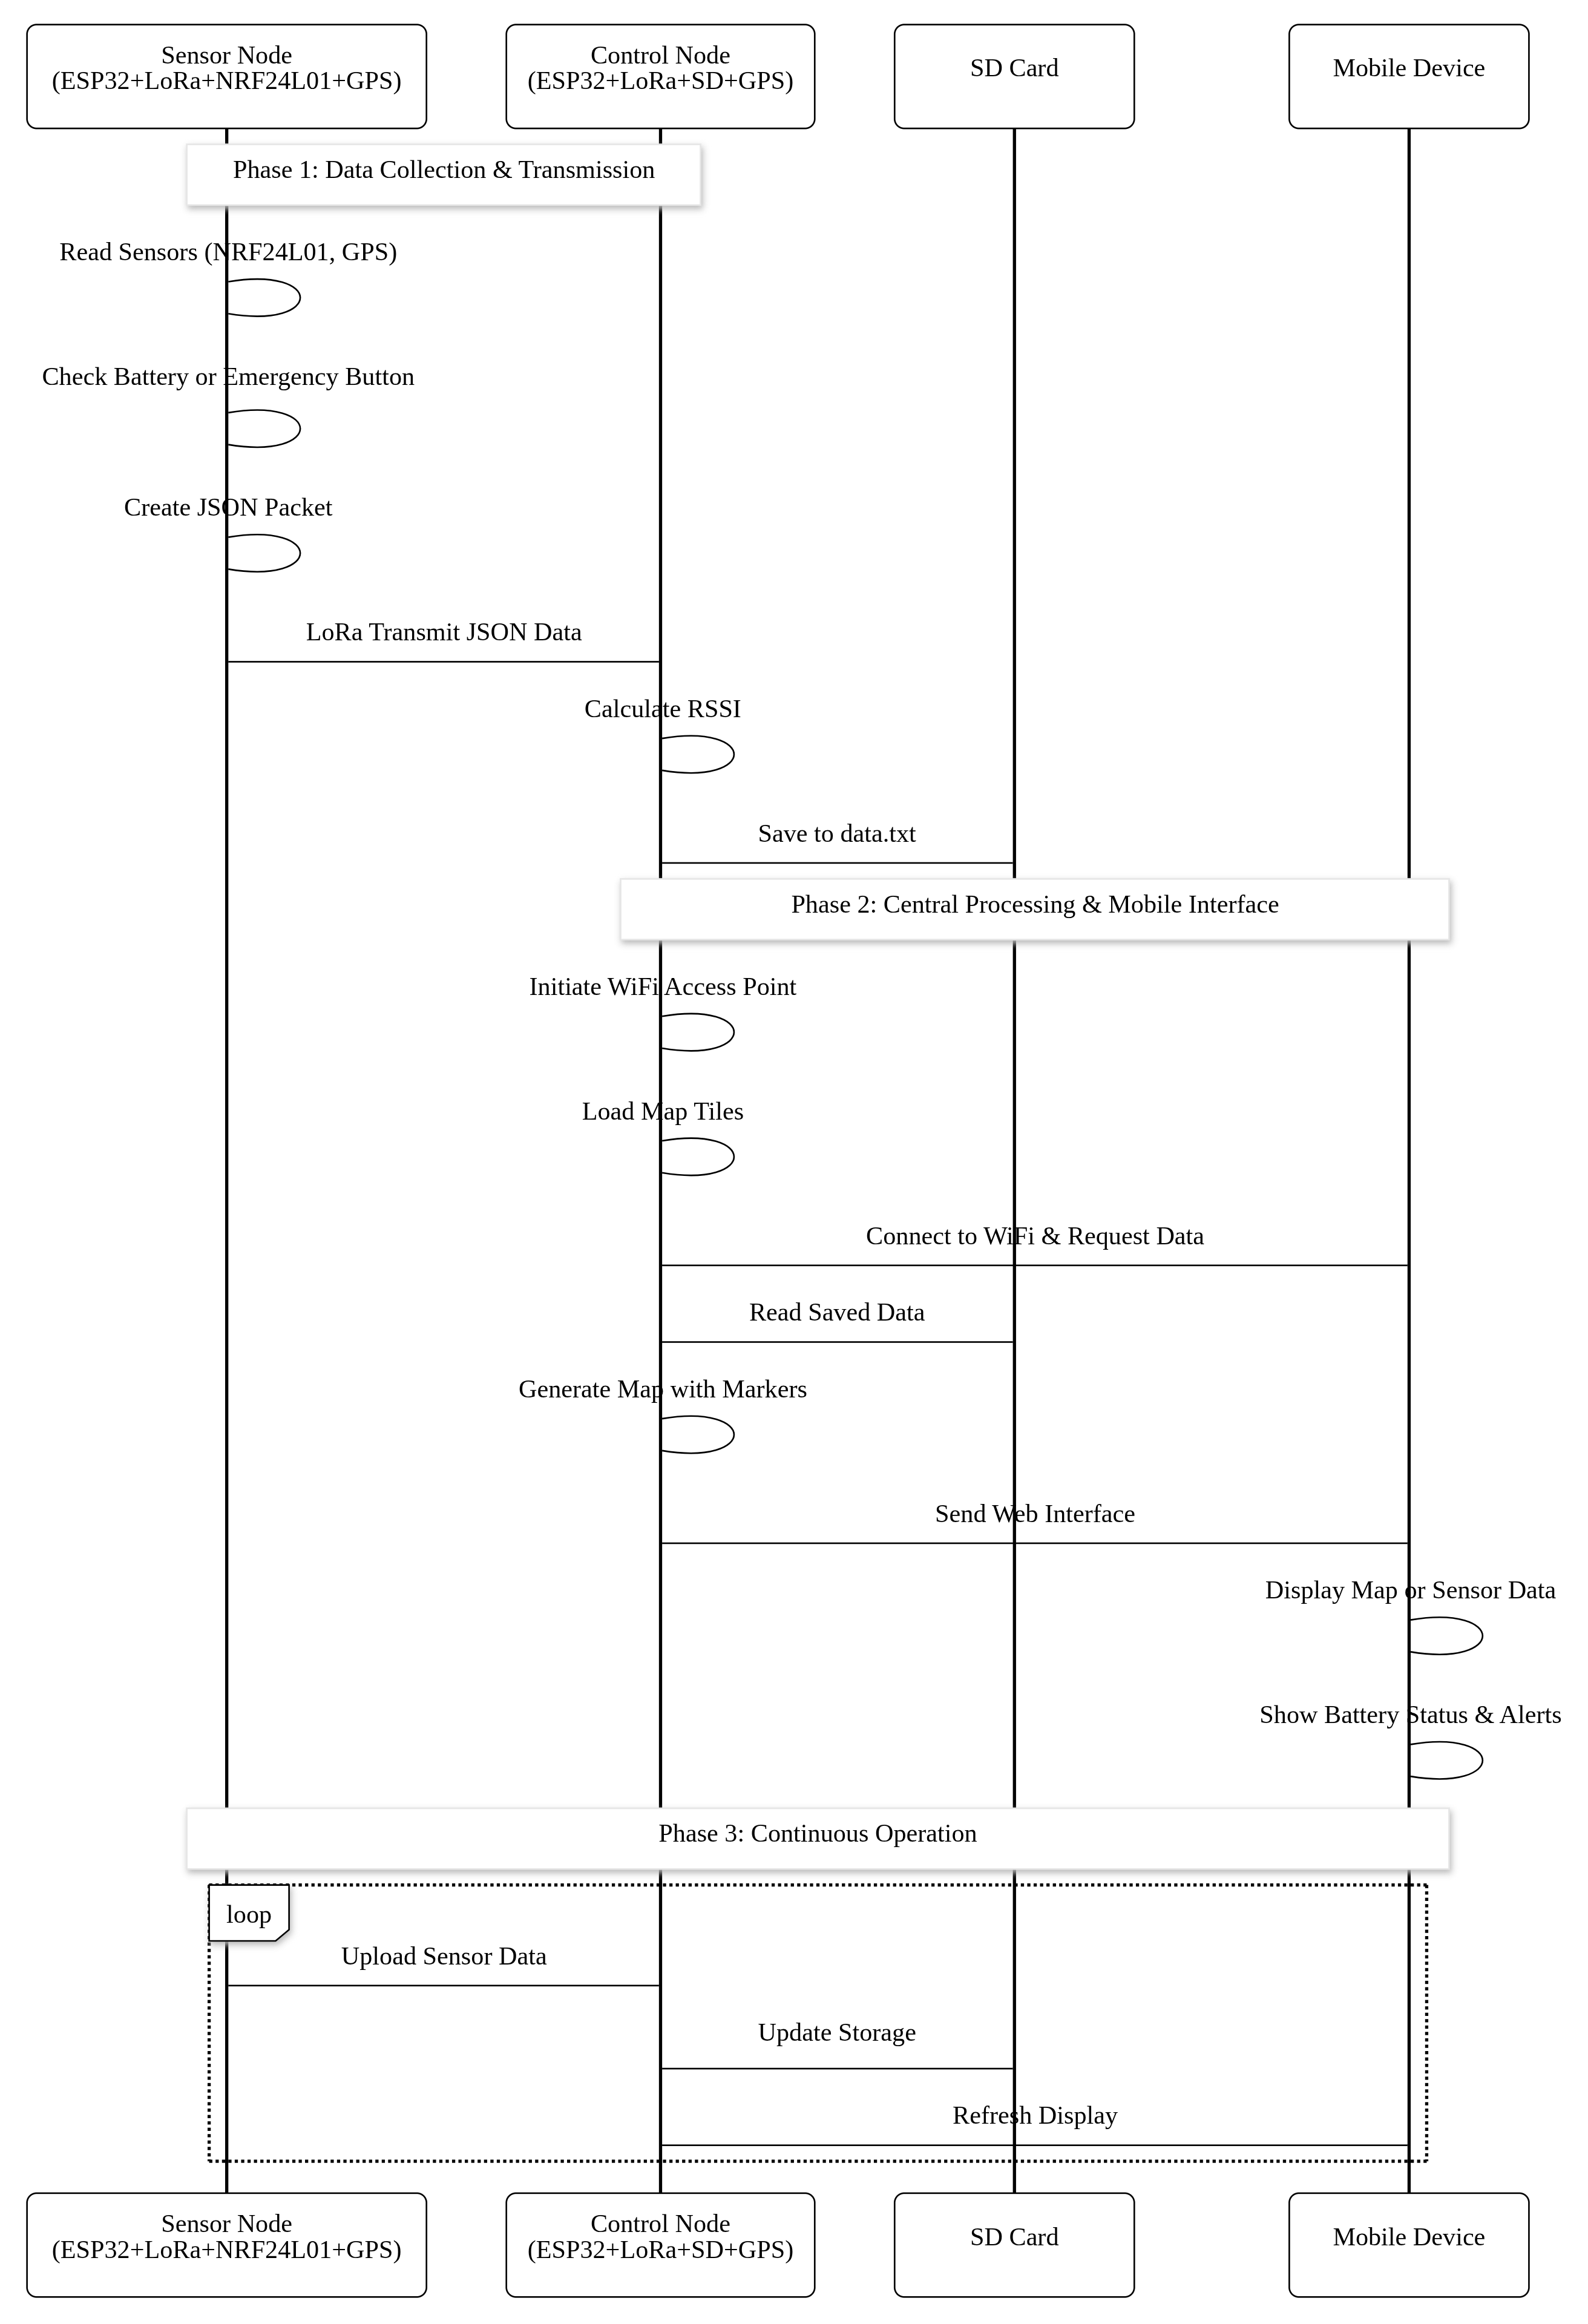 Sensor Node
(ESP32+LoRa+NRF24L01+GPS)
Control Node
(ESP32+LoRa+SD+GPS)
SD Card
Mobile Device
Phase 1: Data Collection & Transmission
Read Sensors (NRF24L01, GPS)
Check Battery or Emergency Button
Create JSON Packet
LoRa Transmit JSON Data
Calculate RSSI
Save to data.txt
Phase 2: Central Processing & Mobile Interface
Initiate WiFi Access Point
Load Map Tiles
Connect to WiFi & Request Data
Read Saved Data
Generate Map with Markers
Send Web Interface
Display Map or Sensor Data
Show Battery Status & Alerts
Phase 3: Continuous Operation
loop
Upload Sensor Data
Update Storage
Refresh Display
Sensor Node
(ESP32+LoRa+NRF24L01+GPS)
Control Node
(ESP32+LoRa+SD+GPS)
SD Card
Mobile Device